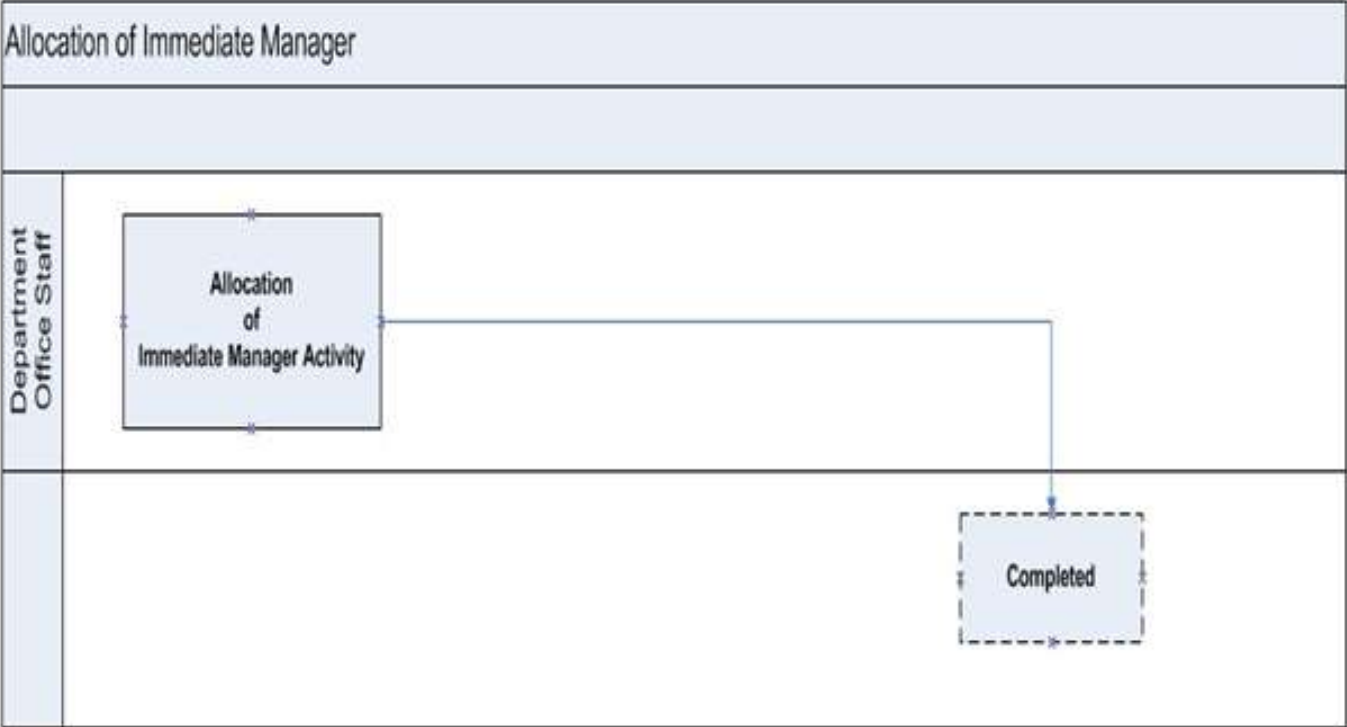 Allocation of Immediate Manager
Department
Office Staff
Allocation
of
Immediate Manager Activity
Completed